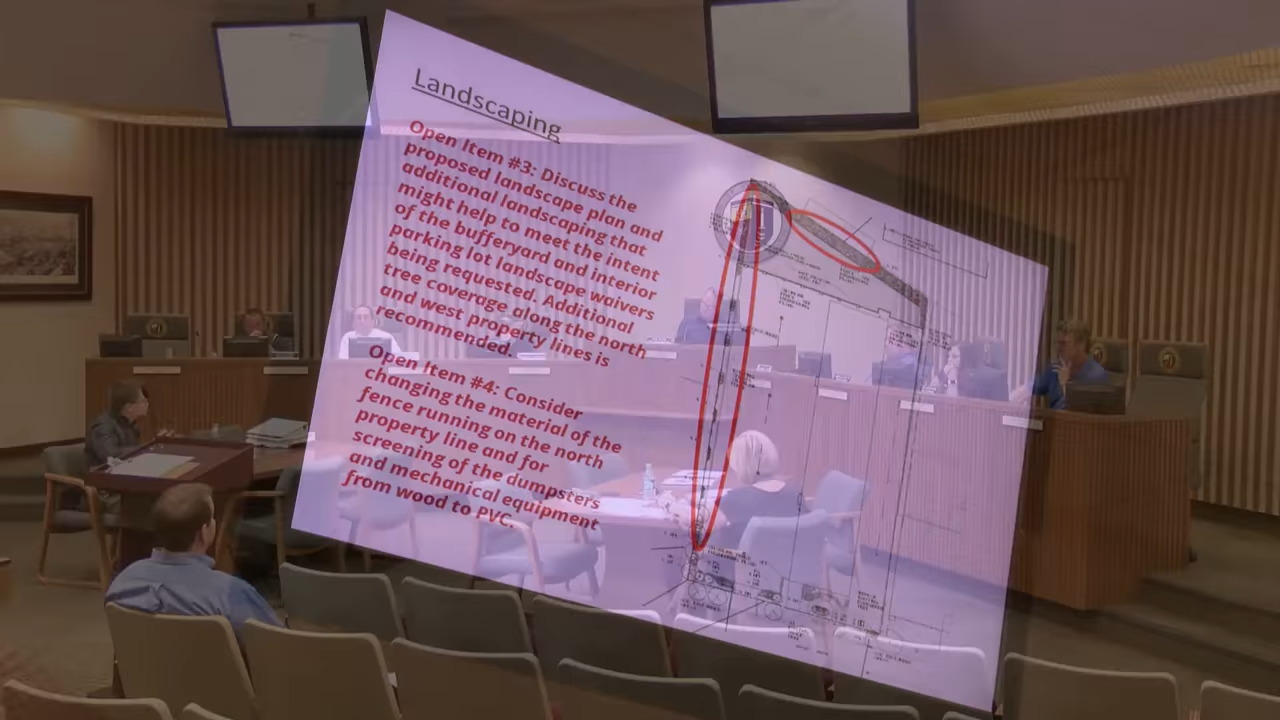 Landscaping
Open Item #3: Discuss the
proposed landscape plan and
additional landscaping that
might help to meet the intent
of the bufferyard and interior
parking lot landscape waivers
being requested. Additional
tree coverage along the north
and west property lines is
recommended.
Open Item #4: Consider
changing the material of the
fence running on the north
property line and for
screening of the dumpsters
and mechanical equipment
from wood to PVC.